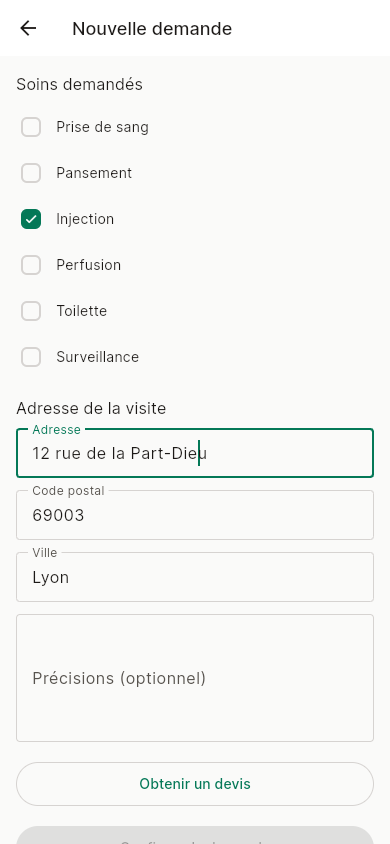 Nouvelle demande
Soins demandés
Prise de sang
Pansement
Injection
Perfusion
Toilette
Surveillance
Adresse de la visite
Adresse
12 rue de la Part-Dieu
Code postal
69003
Ville
Lyon
Précisions (optionnel)
Obtenir un devis